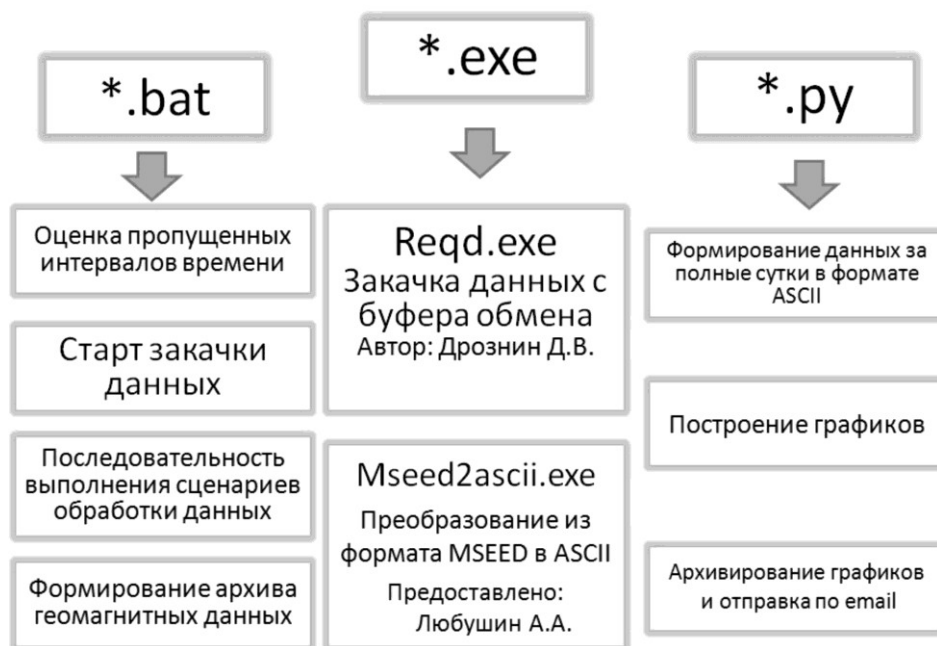 *.bat
Оценка пропущенных
интервалов времени
Старт закачки
данных
Последовательность
выполнения сценариев
обработки данных
Формирование архива
геомагнитных данных
*.exe
Reqd.exe
Закачка данных с
буфера обмена
Автор: Дрознин Д.В.
Mseed2ascii.exe
Преобразование из
формата MSEED в ASCII
Предоставлено:
Любушин А.А.
*.py
Формирование данных за
полные сутки в формате
ASCII
Построение графиков
Архивирование графиков
и отправка по email